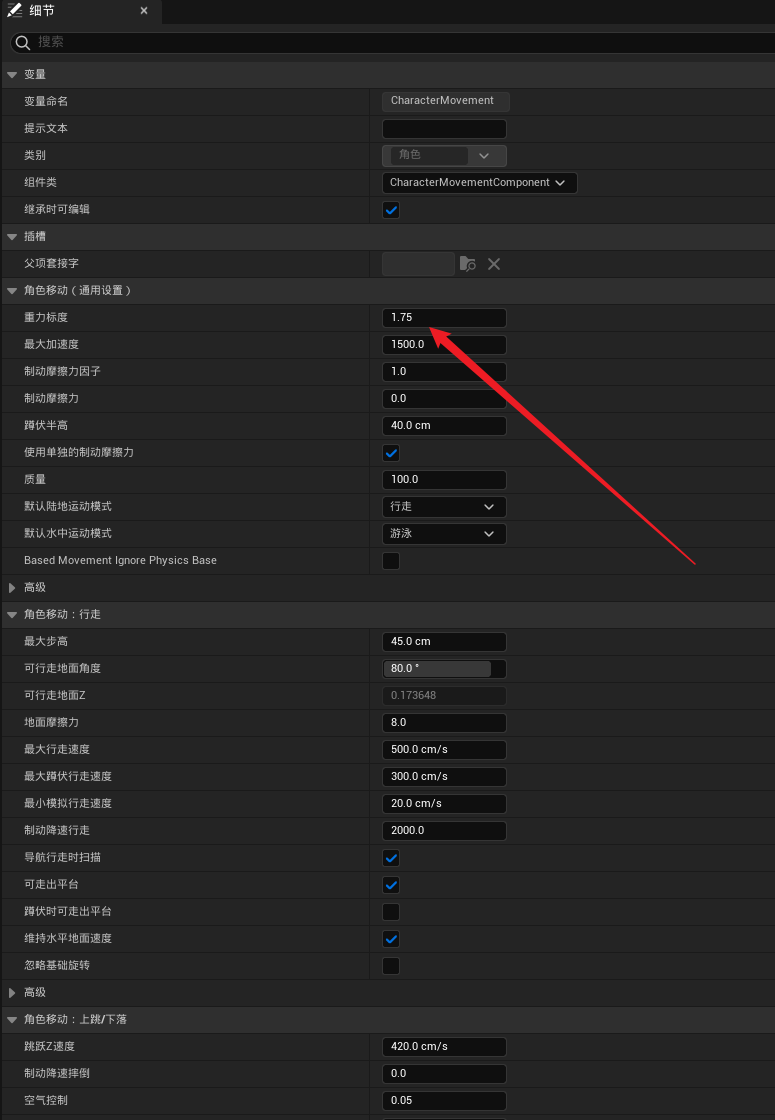 细节
搜索
变量
变量命名 CharacterMovement
提示文本
类别 角色
组件类 CharacterMovementComponent
继承时可编辑
插槽
父项套接字
角色移动（通用设置）
重力标度 1.75
最大加速度 1500.0
制动摩擦力因子 1.0
制动摩擦力 0.0
蹲伏半高 40.0 cm
使用单独的制动摩擦力
质量 100.0
默认陆地运动模式 行走
默认水中运动模式 游泳
Based Movement Ignore Physics Base
高级
角色移动：行走
最大步高 45.0 cm
可行走地面角度 80.0 °
可行走地面Z 0.173648
地面摩擦力 8.0
最大行走速度 500.0 cm/s
最大蹲伏行走速度 300.0 cm/s
最小模拟行走速度 20.0 cm/s
制动降速行走 2000.0
导航行走时扫描
可走出平台
蹲伏时可走出平台
维持水平地面速度
忽略基础旋转
高级
角色移动：上跳/下落
跳跃Z速度 420.0 cm/s
制动降速摔倒 0.0
空气控制 0.05